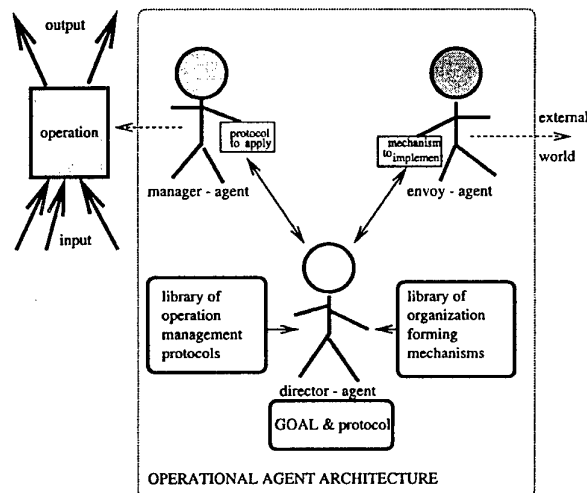 output
operation
input
protocol
to apply
manager - agent
mechanism
to implemen
envoy - agent
external
world
library of
operation
management
protocols
library of
organization
forming
mechanisms
director - agent
GOAL & protocol
OPERATIONAL AGENT ARCHITECTURE